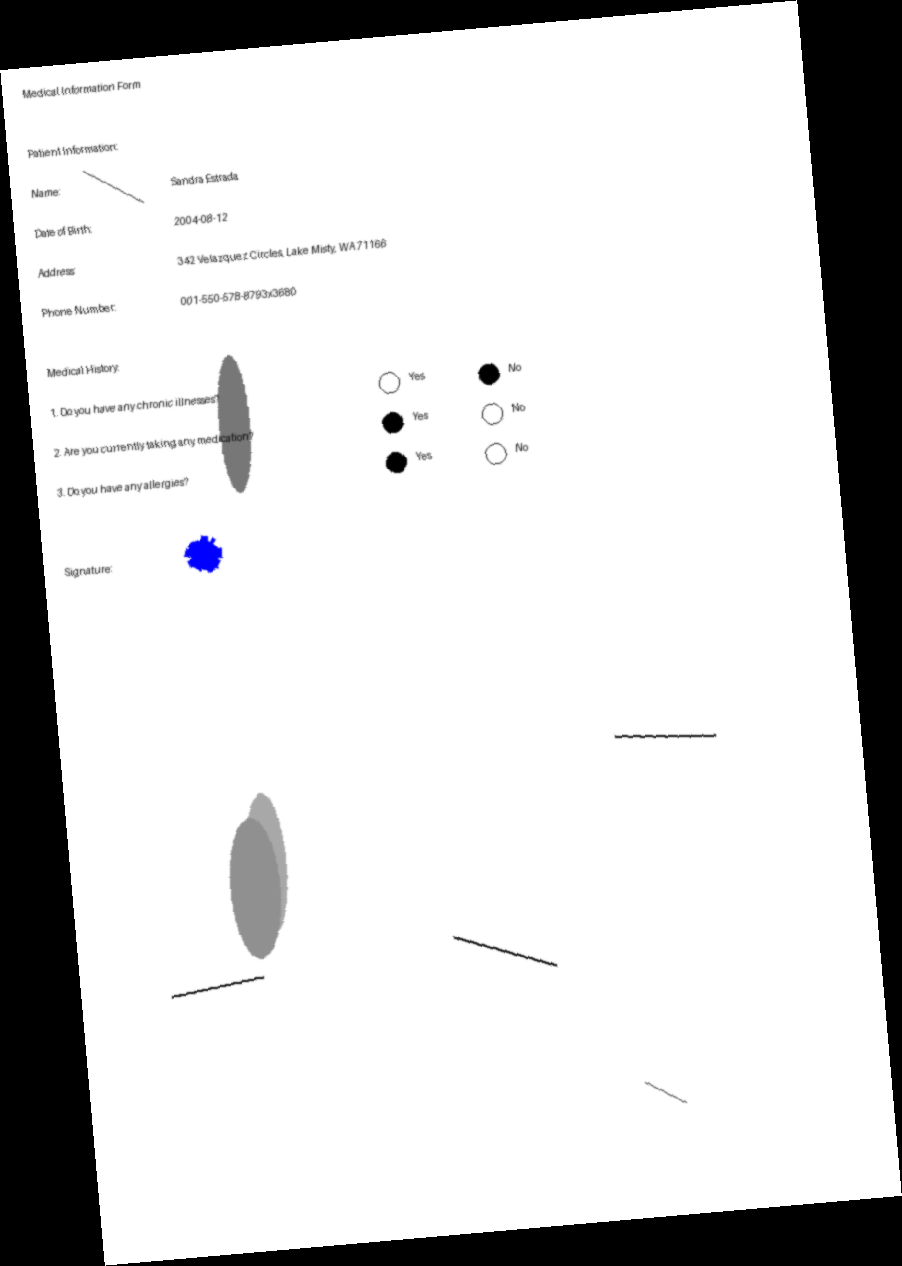 Medical Information Form
Patient Information:
Name: Sandra Estrada
Date of Birth: 2004-08-12
Address: 342 Velazquez Circles, Lake Misty, WA 71166
Phone Number: 001-550-578-8793x3680
Medical History:
1. Do you have any chronic illnesses? Yes No
2. Are you currently taking any medication? Yes No
3. Do you have any allergies? Yes No
Signature: